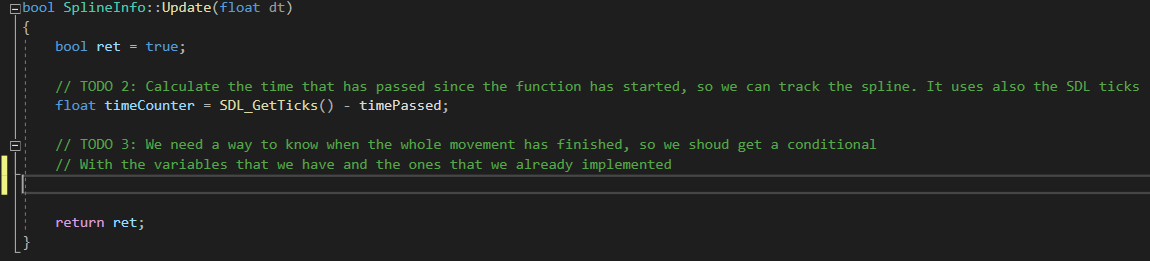 bool SplineInfo::Update(float dt)
{
bool ret = true;
// TODO 2: Calculate the time that has passed since the function has started, so we can track the spline. It uses also the SDL ticks
float timeCounter = SDL_GetTicks() - timePassed;
// TODO 3: We need a way to know when the whole movement has finished, so we shoud get a conditional
// With the variables that we have and the ones that we already implemented
return ret;
}